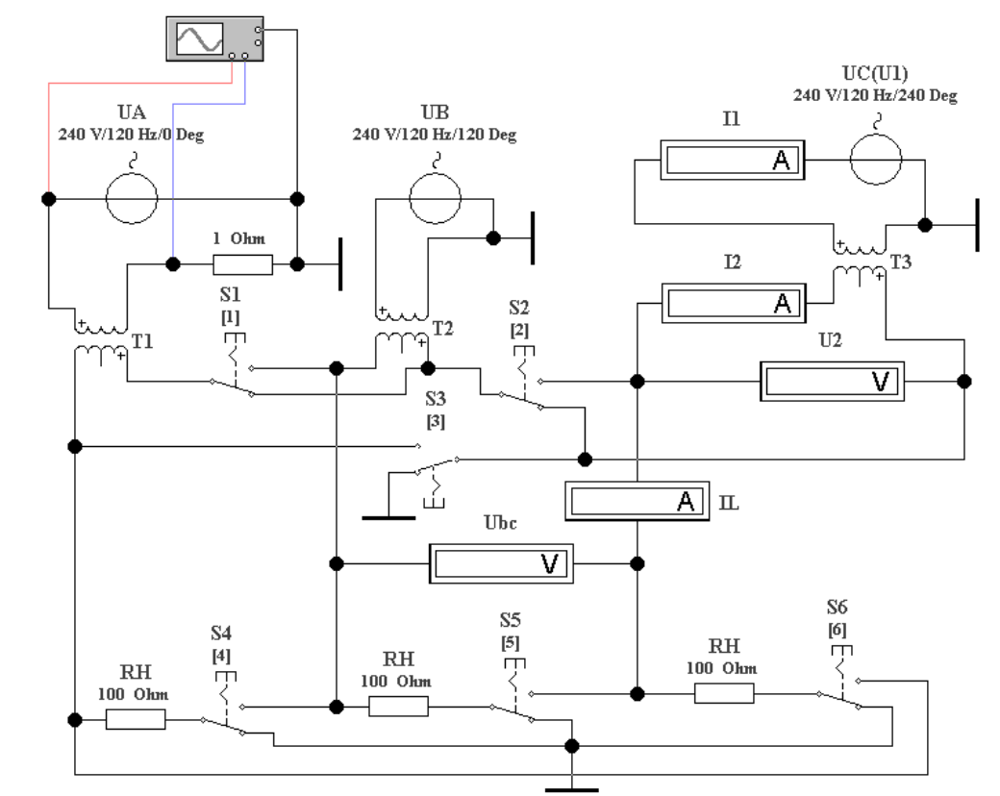 UA
240 V/120 Hz/0 Deg
UB
240 V/120 Hz/120 Deg
UC(U1)
240 V/120 Hz/240 Deg
I1
A
1 Ohm
I2
A
T3
S1
[1]
T1
T2
S2
[2]
U2
V
S3
[3]
A
IL
Ubc
V
S4
[4]
S5
[5]
S6
[6]
RH
100 Ohm
RH
100 Ohm
RH
100 Ohm